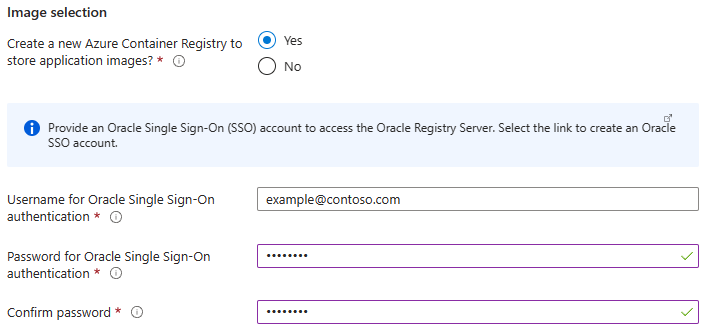 Image selection
Create a new Azure Container Registry to
store application images? *
Yes
No
Provide an Oracle Single Sign-On (SSO) account to access the Oracle Registry Server. Select the link to create an Oracle
SSO account.
Username for Oracle Single Sign-On
authentication *
example@contoso.com
Password for Oracle Single Sign-On
authentication *
••••••••
Confirm password *
••••••••